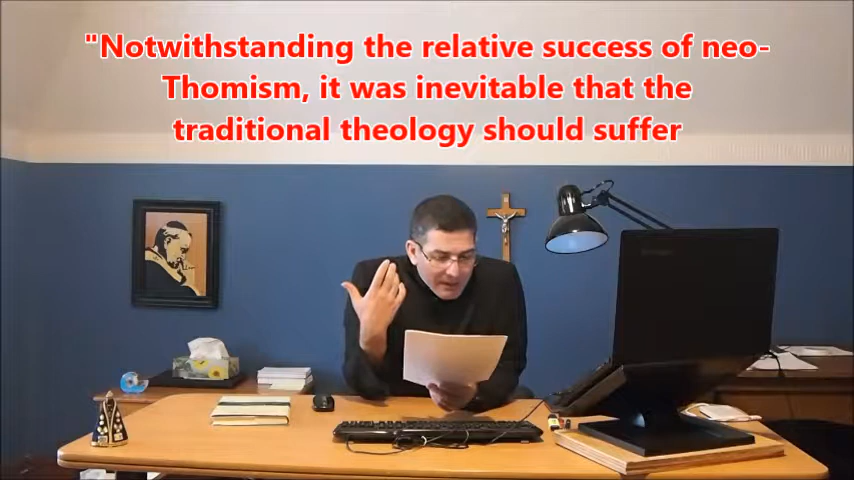 "Notwithstanding the relative success of neo-
Thomism, it was inevitable that the
traditional theology should suffer